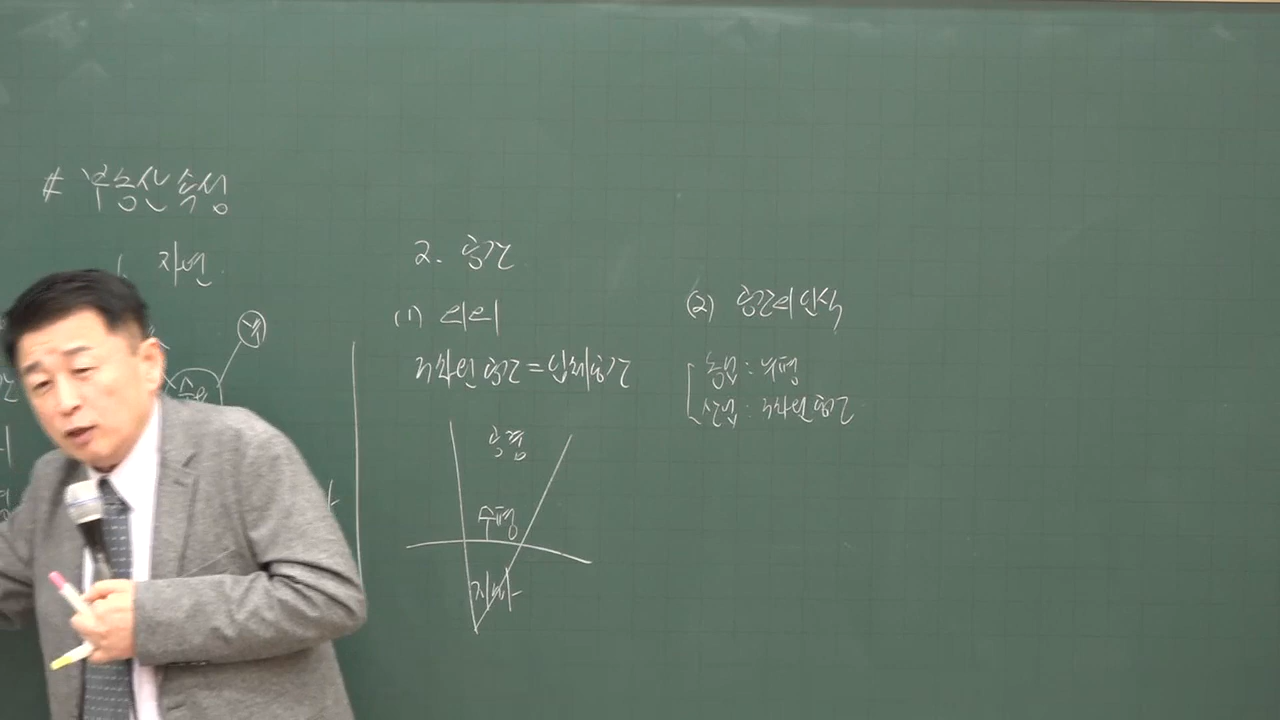 # 부동산 속성
1. 자연
2. 공간
(1) 의의
3차원 공간 = 입체공간
공중
수평
지하
(2) 공간의 인식
농업 : 수평
상업 : 3차원 공간